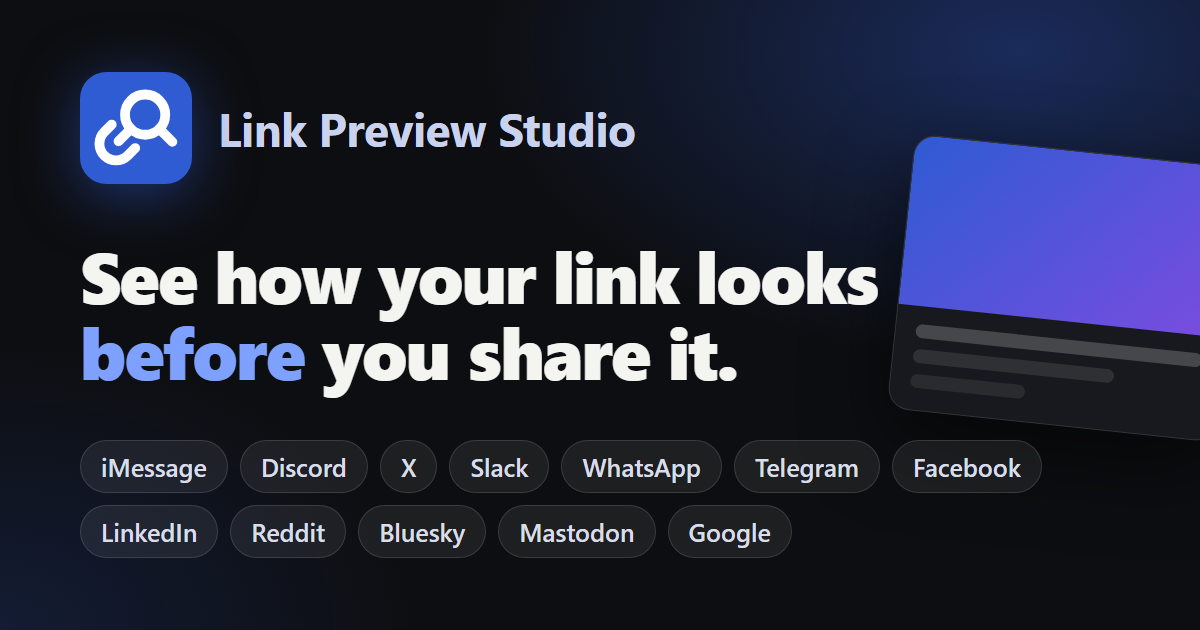 Link Preview Studio
See how your link looks
before you share it.
iMessage Discord X Slack WhatsApp Telegram Facebook
LinkedIn Reddit Bluesky Mastodon Google